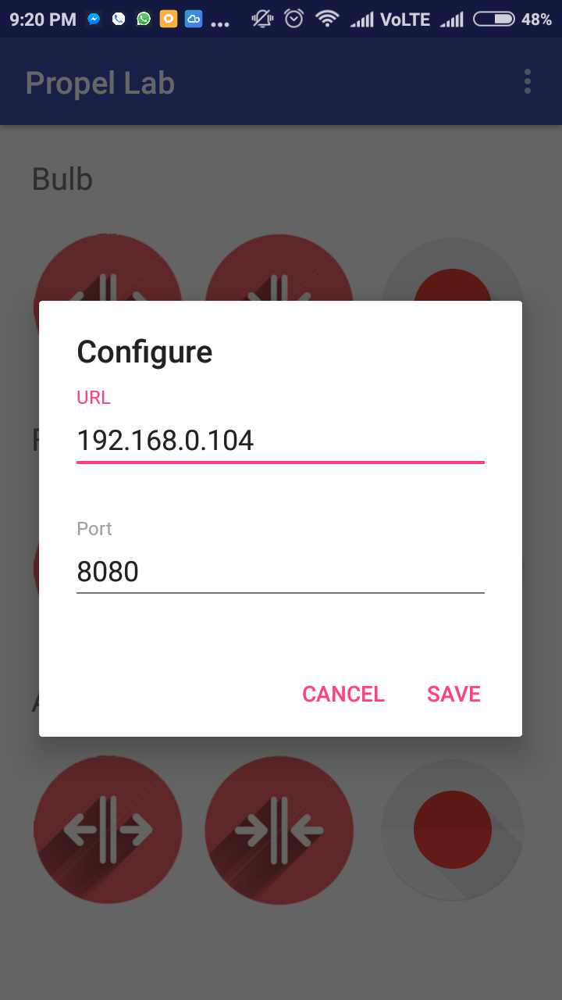 9:20 PM ... VoLTE 48%
Propel Lab
Bulb
Configure
URL
192.168.0.104
Port
8080
CANCEL SAVE